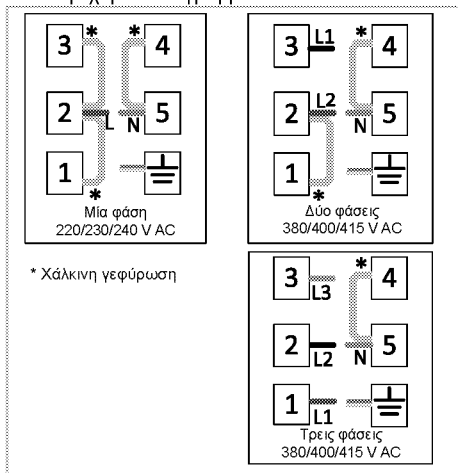 3 * * 4
2 L N 5
1 *
Μία φάση
220/230/240 V AC
3 L1 * 4
2 L2 N 5
1 *
Δύο φάσεις
380/400/415 V AC
* Χάλκινη γεφύρωση
3 L3 * 4
2 L2 N 5
1 L1
Τρεις φάσεις
380/400/415 V AC